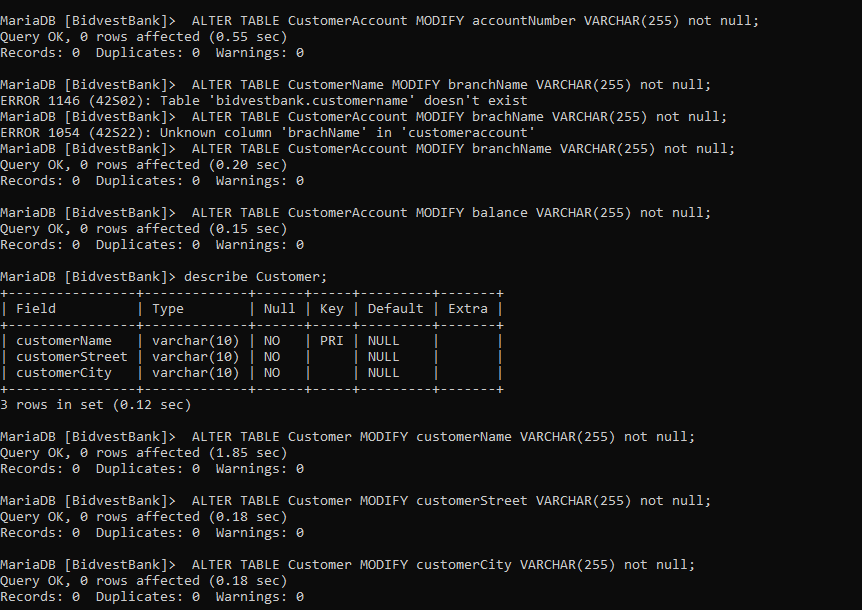 MariaDB [BidvestBank]>  ALTER TABLE CustomerAccount MODIFY accountNumber VARCHAR(255) not null;
Query OK, 0 rows affected (0.55 sec)
Records: 0  Duplicates: 0  Warnings: 0

MariaDB [BidvestBank]>  ALTER TABLE CustomerName MODIFY branchName VARCHAR(255) not null;
ERROR 1146 (42S02): Table 'bidvestbank.customername' doesn't exist
MariaDB [BidvestBank]>  ALTER TABLE CustomerAccount MODIFY brachName VARCHAR(255) not null;
ERROR 1054 (42S22): Unknown column 'brachName' in 'customeraccount'
MariaDB [BidvestBank]>  ALTER TABLE CustomerAccount MODIFY branchName VARCHAR(255) not null;
Query OK, 0 rows affected (0.20 sec)
Records: 0  Duplicates: 0  Warnings: 0

MariaDB [BidvestBank]>  ALTER TABLE CustomerAccount MODIFY balance VARCHAR(255) not null;
Query OK, 0 rows affected (0.15 sec)
Records: 0  Duplicates: 0  Warnings: 0

MariaDB [BidvestBank]> describe Customer;
+----------------+-------------+------+-----+---------+-------+
| Field          | Type        | Null | Key | Default | Extra |
+----------------+-------------+------+-----+---------+-------+
| customerName   | varchar(10) | NO   | PRI | NULL    |       |
| customerStreet | varchar(10) | NO   |     | NULL    |       |
| customerCity   | varchar(10) | NO   |     | NULL    |       |
+----------------+-------------+------+-----+---------+-------+
3 rows in set (0.12 sec)

MariaDB [BidvestBank]>  ALTER TABLE Customer MODIFY customerName VARCHAR(255) not null;
Query OK, 0 rows affected (1.85 sec)
Records: 0  Duplicates: 0  Warnings: 0

MariaDB [BidvestBank]>  ALTER TABLE Customer MODIFY customerStreet VARCHAR(255) not null;
Query OK, 0 rows affected (0.18 sec)
Records: 0  Duplicates: 0  Warnings: 0

MariaDB [BidvestBank]>  ALTER TABLE Customer MODIFY customerCity VARCHAR(255) not null;
Query OK, 0 rows affected (0.18 sec)
Records: 0  Duplicates: 0  Warnings: 0